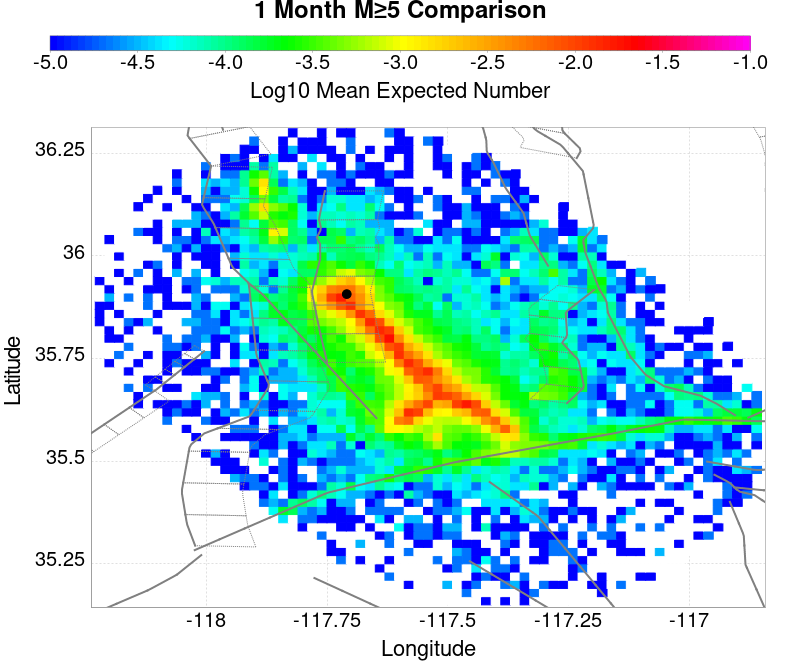 1 Month M≥5 Comparison
-5.0 -4.5 -4.0 -3.5 -3.0 -2.5 -2.0 -1.5 -1.0
Log10 Mean Expected Number
36.25
36
35.75
35.5
35.25
Latitude
-118 -117.75 -117.5 -117.25 -117
Longitude